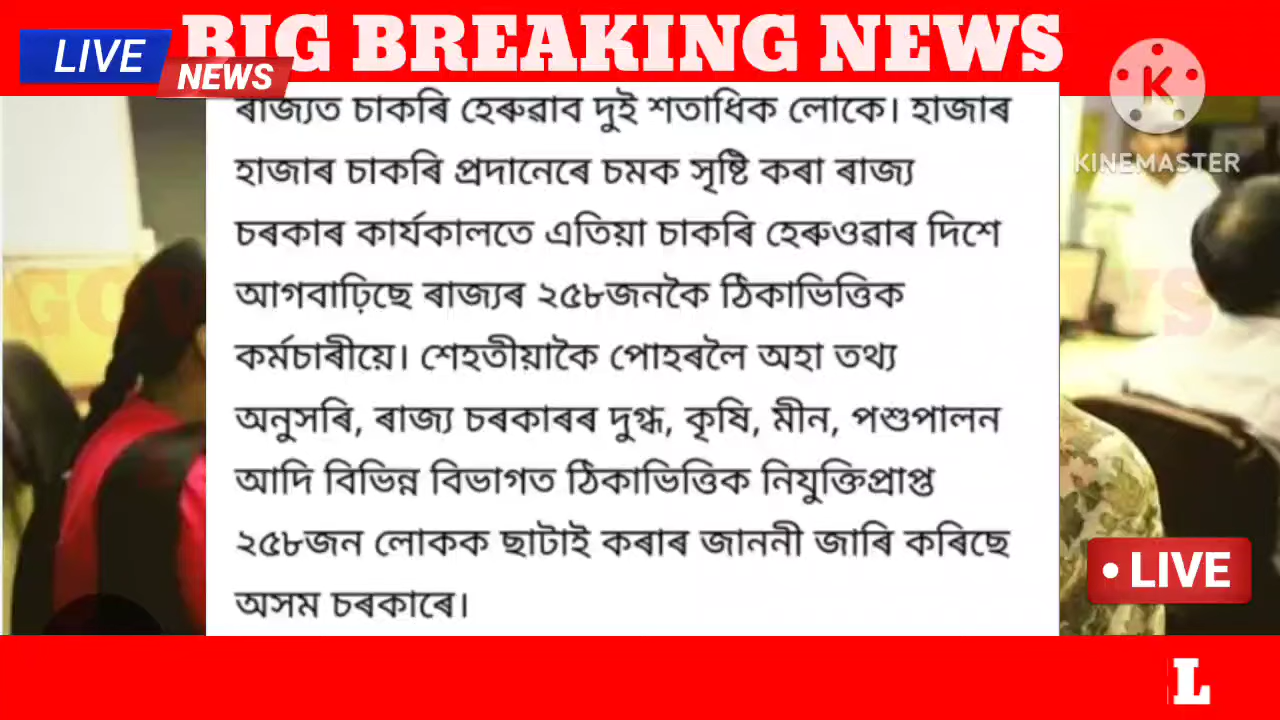 BIG BREAKING NEWS
LIVE
NEWS
K
KINEMASTER
ৰাজ্যত চাকৰি হেৰুৱাব দুই শতাধিক লোকে। হাজাৰ
হাজাৰ চাকৰি প্ৰদানেৰে চমক সৃষ্টি কৰা ৰাজ্য
চৰকাৰ কাৰ্যকালতে এতিয়া চাকৰি হেৰুওৱাৰ দিশে
আগবাঢ়িছে ৰাজ্যৰ ২৫৮জনকৈ ঠিকাভিত্তিক
কৰ্মচাৰীয়ে। শেহতীয়াকৈ পোহৰলৈ অহা তথ্য
অনুসৰি, ৰাজ্য চৰকাৰৰ দুগ্ধ, কৃষি, মীন, পশুপালন
আদি বিভিন্ন বিভাগত ঠিকাভিত্তিক নিযুক্তিপ্ৰাপ্ত
২৫৮জন লোকক ছাটাই কৰাৰ জাননী জাৰি কৰিছে
অসম চৰকাৰে।
LIVE
L